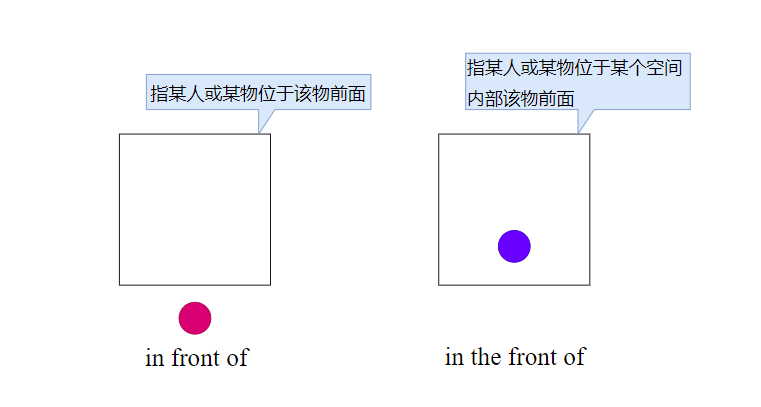 指某人或某物位于该物前面
指某人或某物位于某个空间
内部该物前面
in front of
in the front of